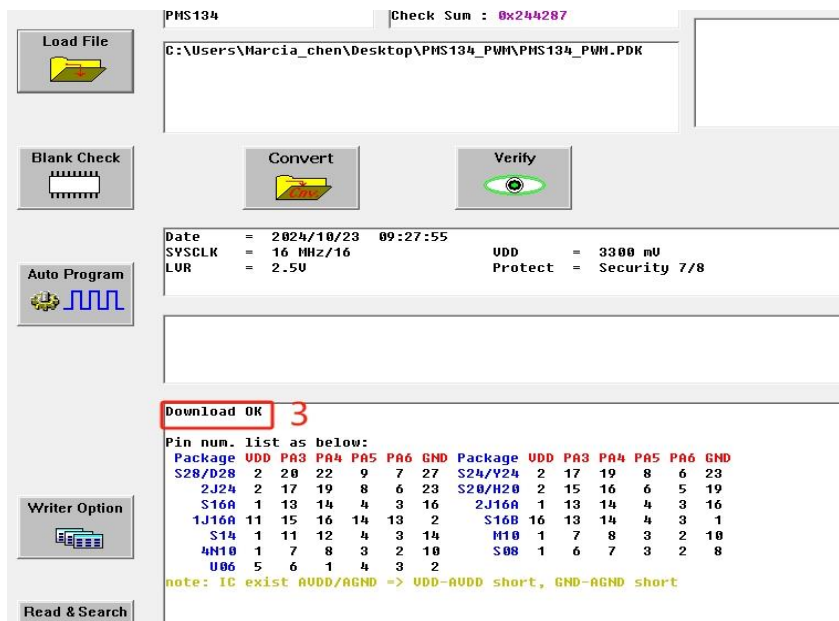 PMS134
Check Sum : 0x244287
Load File
C:\Users\Marcia_chen\Desktop\PMS134_PWM\PMS134_PWM.PDK
Blank Check
Convert
Cnv.
Verify
Date = 2024/10/23 09:27:55
SYSCLK = 16 MHz/16 VDD = 3300 mV
LVR = 2.5V Protect = Security 7/8
Auto Program
Download OK 3
Pin num. list as below:
Package VDD PA3 PA4 PA5 PA6 GND Package VDD PA3 PA4 PA5 PA6 GND
S28/D28 2 20 22 9 7 27 S24/Y24 2 17 19 8 6 23
2J24 2 17 19 8 6 23 S20/H20 2 15 16 6 5 19
S16A 1 13 14 4 3 16 2J16A 1 13 14 4 3 16
1J16A 11 15 16 14 13 2 S16B 16 13 14 4 3 1
S14 1 11 12 4 3 14 M10 1 7 8 3 2 10
4N10 1 7 8 3 2 10 S08 1 6 7 3 2 8
U06 5 6 1 4 3 2
note: IC exist AVDD/AGND => VDD-AVDD short, GND-AGND short
Writer Option
Read & Search